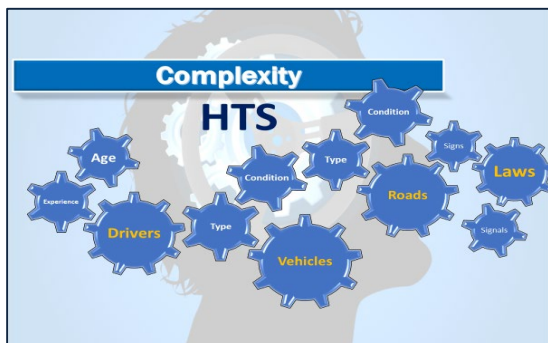 Complexity
HTS
Condition
Age
Type
Signs
Condition
Laws
Experience
Roads
Drivers
Type
Signals
Vehicles